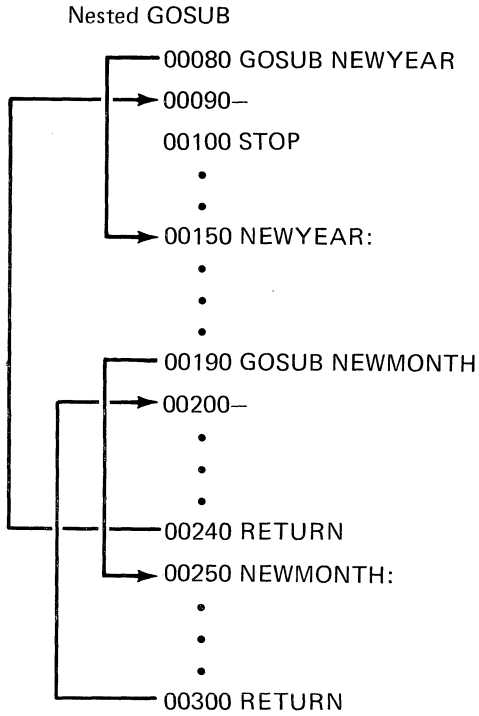 Nested GOSUB
00080 GOSUB NEWYEAR
00090–
00100 STOP
•
•
00150 NEWYEAR:
•
•
•
00190 GOSUB NEWMONTH
00200–
•
•
•
00240 RETURN
00250 NEWMONTH:
•
•
•
00300 RETURN